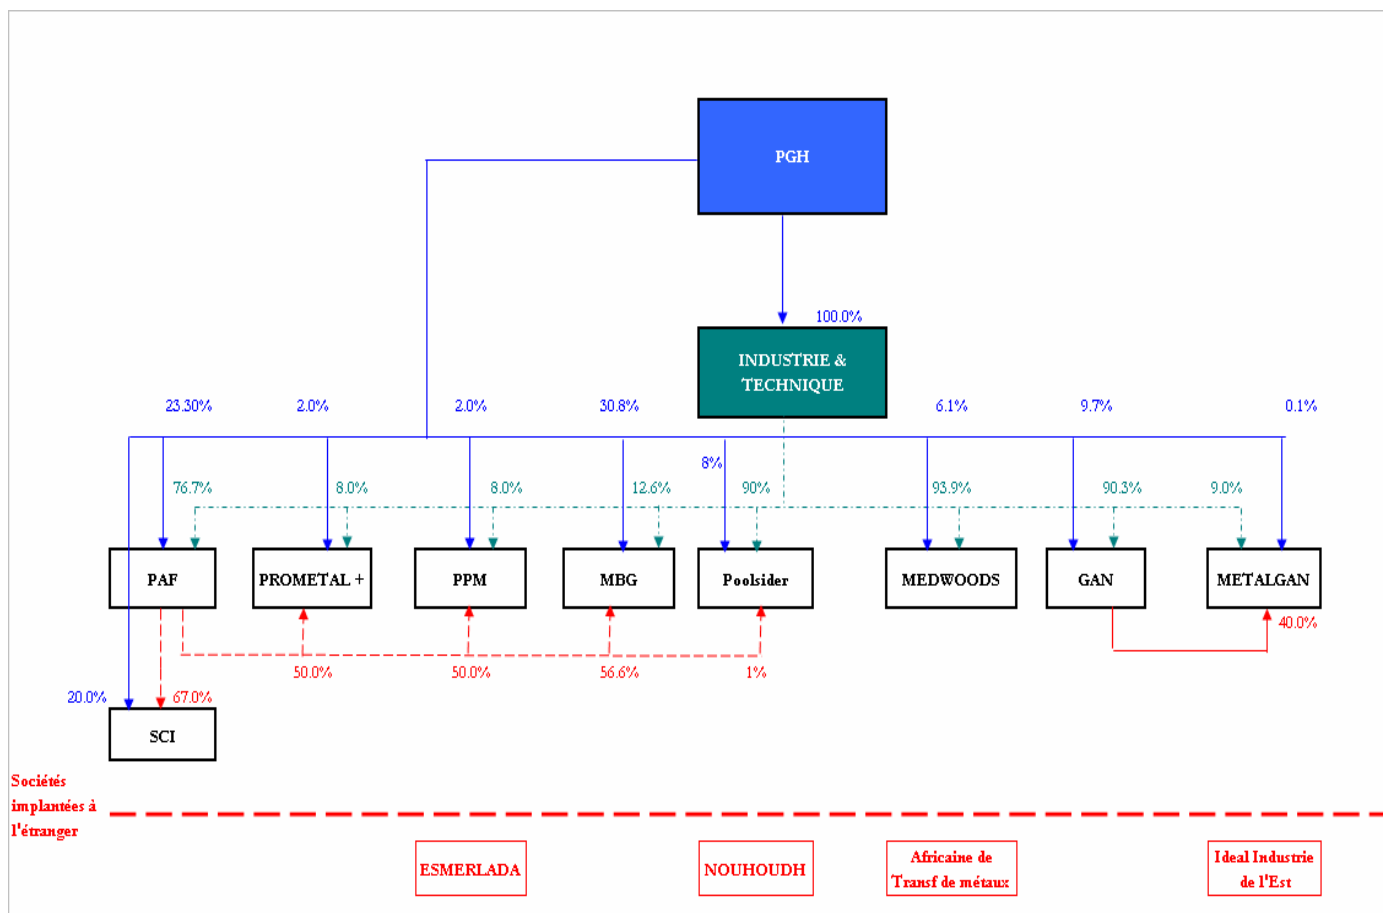 PGH
100.0%
INDUSTRIE &
TECHNIQUE
23.30%
2.0%
2.0%
30.8%
6.1%
9.7%
0.1%
8%
76.7%
8.0%
8.0%
12.6%
90%
93.9%
90.3%
9.0%
PAF
PROMETAL +
PPM
MBG
Poolsider
MEDWOODS
GAN
METALGAN
40.0%
50.0%
50.0%
56.6%
1%
20.0%
67.0%
SCI
Sociétés
implantées à
l'étranger
ESMERLADA
NOUHOUDH
Africaine de
Transf de métaux
Ideal Industrie
de l'Est